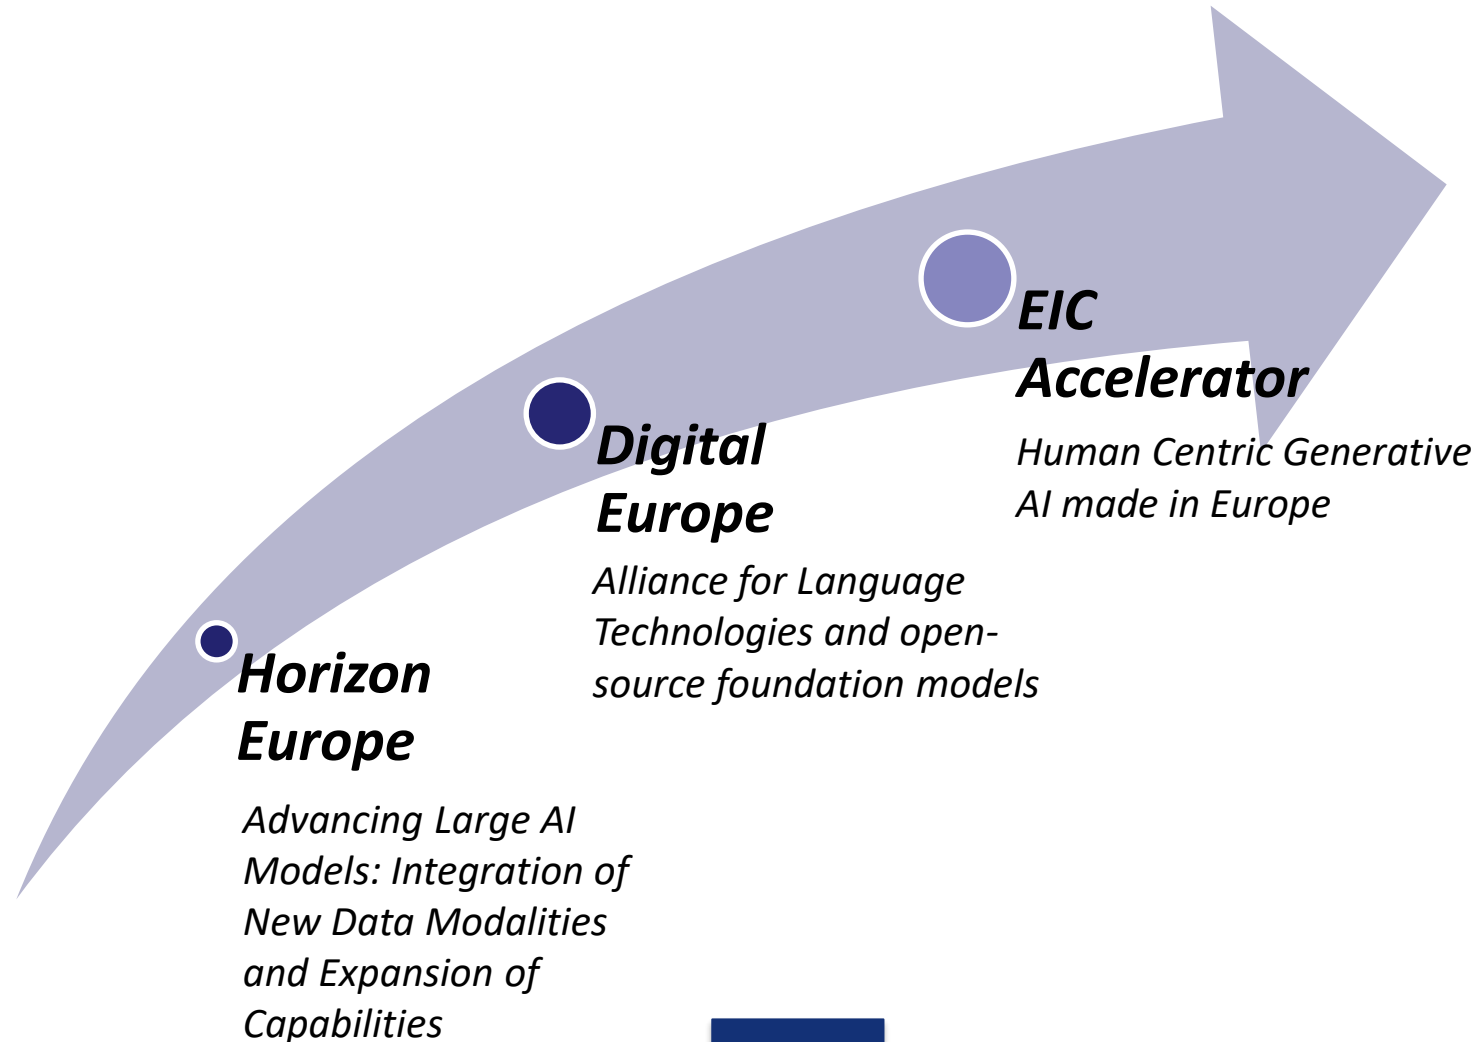 EIC
Accelerator
Human Centric Generative
AI made in Europe
Digital
Europe
Alliance for Language
Technologies and open-
source foundation models
Horizon
Europe
Advancing Large AI
Models: Integration of
New Data Modalities
and Expansion of
Capabilities